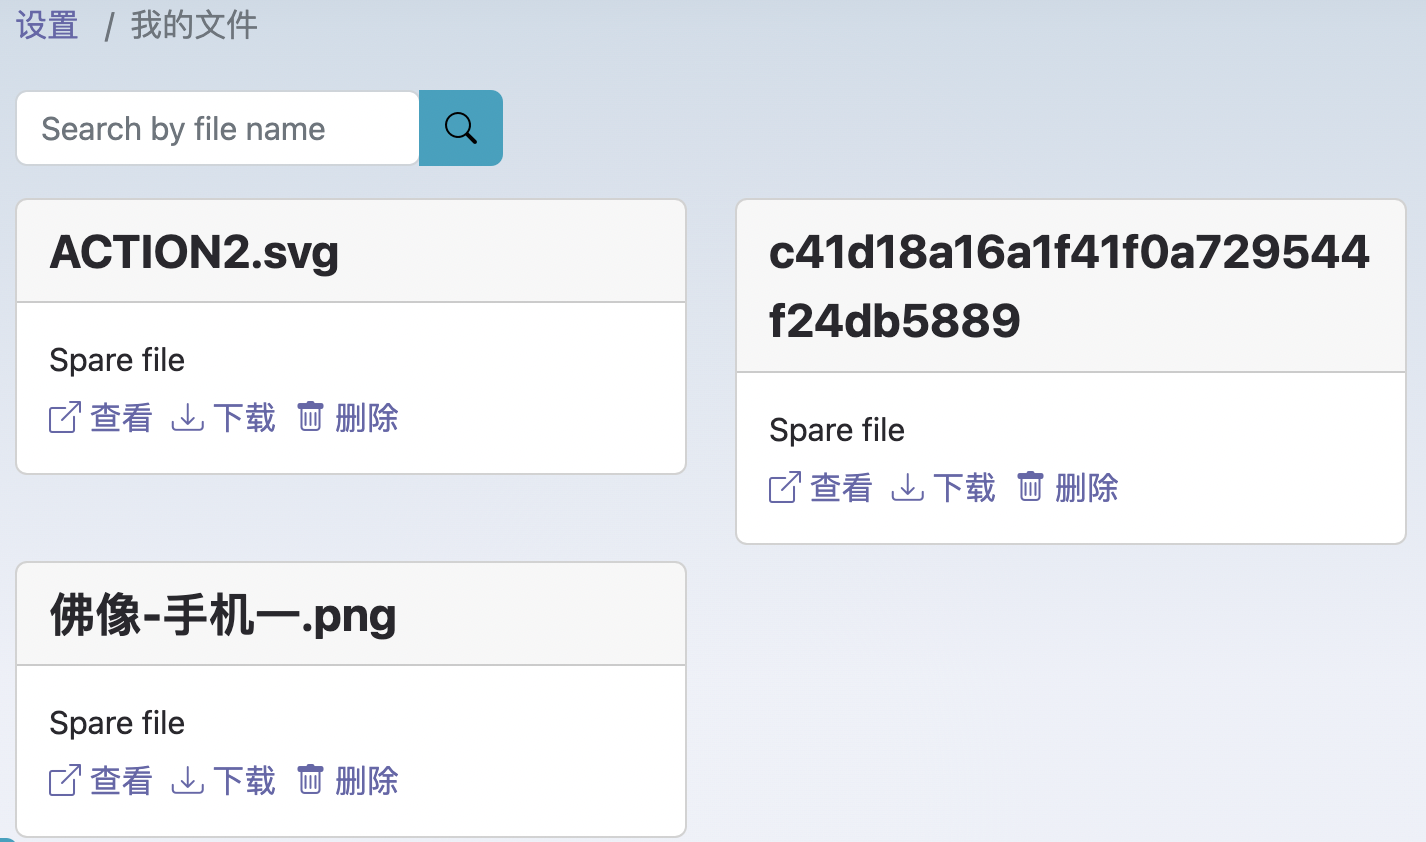 设置 / 我的文件
Search by file name
ACTION2.svg
Spare file
查看 下载 删除
c41d18a16a1f41f0a729544
f24db5889
Spare file
查看 下载 删除
佛像-手机一.png
Spare file
查看 下载 删除